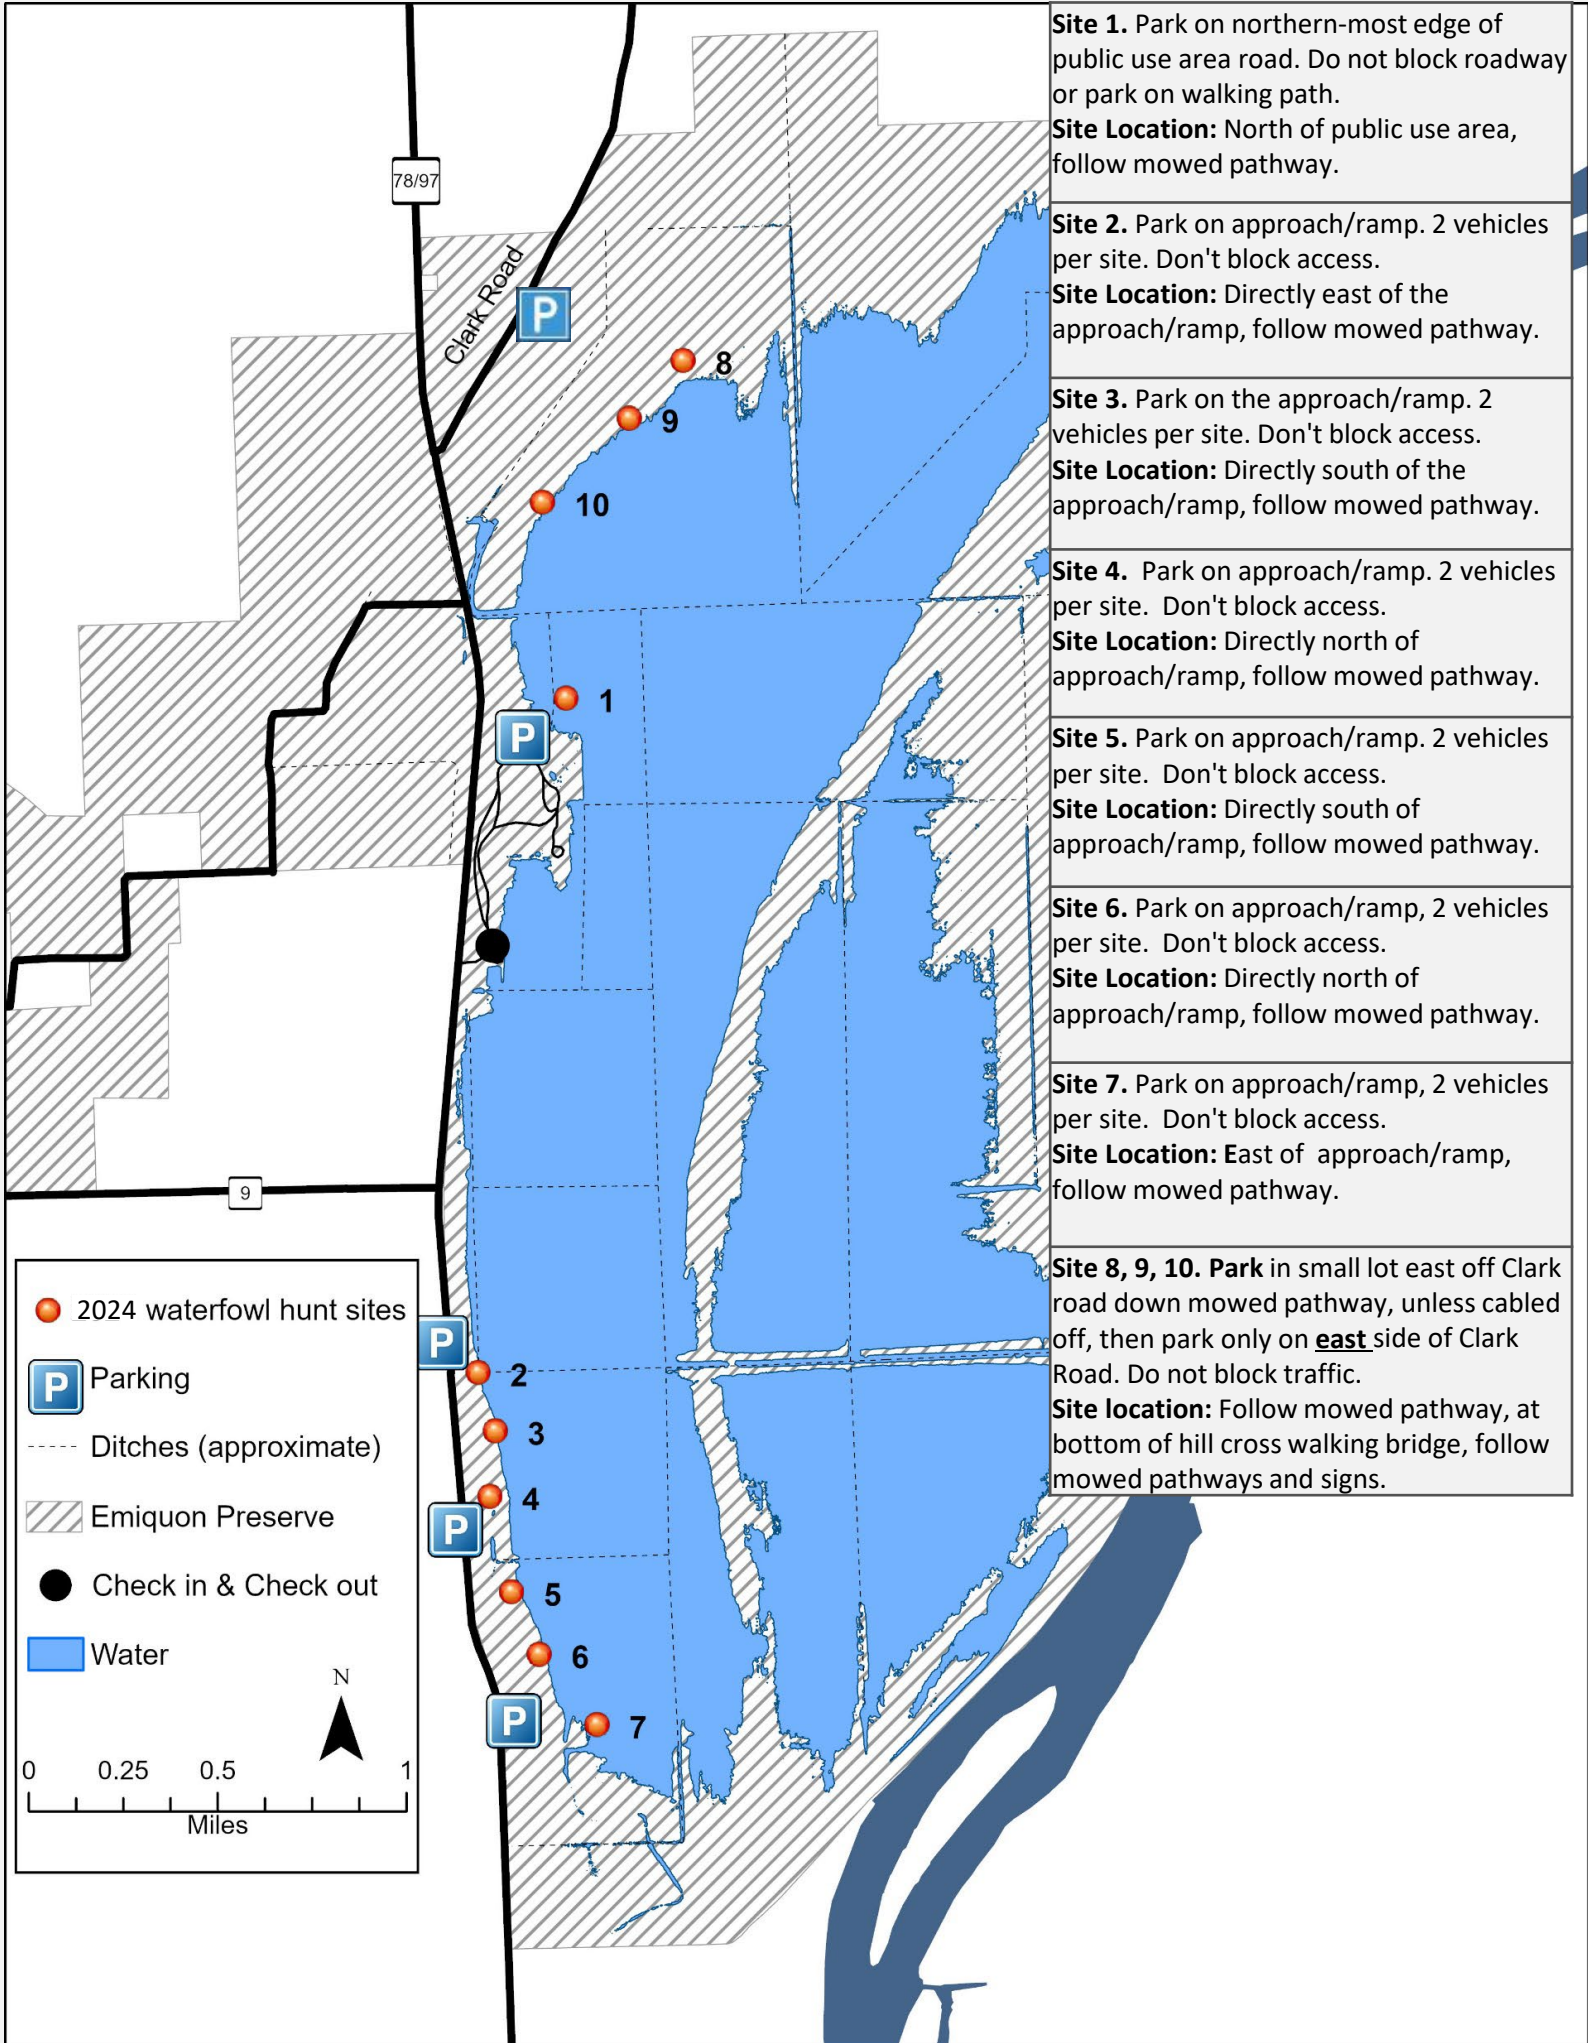 Site 1. Park on northern-most edge of
public use area road. Do not block roadway
or park on walking path.
Site Location: North of public use area,
follow mowed pathway.
Site 2. Park on approach/ramp. 2 vehicles
per site. Don't block access.
Site Location: Directly east of the
approach/ramp, follow mowed pathway.
Site 3. Park on the approach/ramp. 2
vehicles per site. Don't block access.
Site Location: Directly south of the
approach/ramp, follow mowed pathway.
Site 4. Park on approach/ramp. 2 vehicles
per site. Don't block access.
Site Location: Directly north of
approach/ramp, follow mowed pathway.
Site 5. Park on approach/ramp. 2 vehicles
per site. Don't block access.
Site Location: Directly south of
approach/ramp, follow mowed pathway.
Site 6. Park on approach/ramp, 2 vehicles
per site. Don't block access.
Site Location: Directly north of
approach/ramp, follow mowed pathway.
Site 7. Park on approach/ramp, 2 vehicles
per site. Don't block access.
Site Location: East of approach/ramp,
follow mowed pathway.
Site 8, 9, 10. Park in small lot east off Clark
road down mowed pathway, unless cabled
off, then park only on east side of Clark
Road. Do not block traffic.
Site location: Follow mowed pathway, at
bottom of hill cross walking bridge, follow
mowed pathways and signs.
78/97
Clark Road
P
8
9
10
1
P
9
P
2
3
4
P
5
6
P
7
2024 waterfowl hunt sites
P Parking
Ditches (approximate)
Emiquon Preserve
Check in & Check out
Water
N
0 0.25 0.5 1
Miles